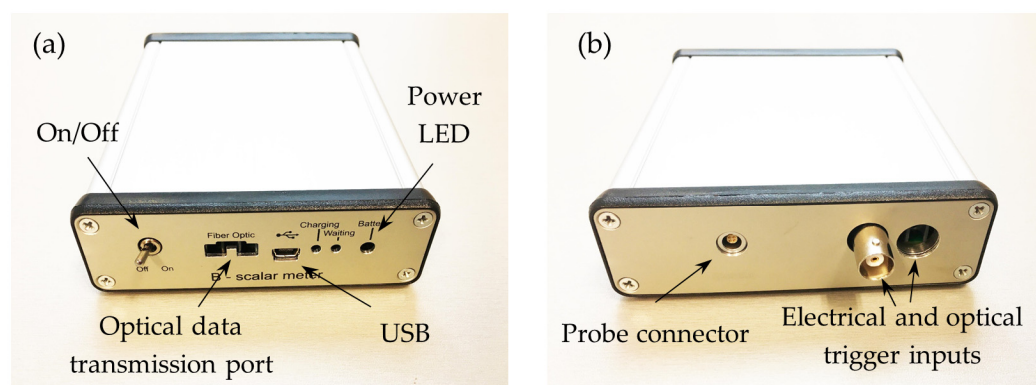 (a)
Power
LED
On/Off
Charging
Waiting
Fiber Optic
Off On
B - scalar meter
Optical data
transmission port
USB
(b)
Probe connector
Electrical and optical
trigger inputs